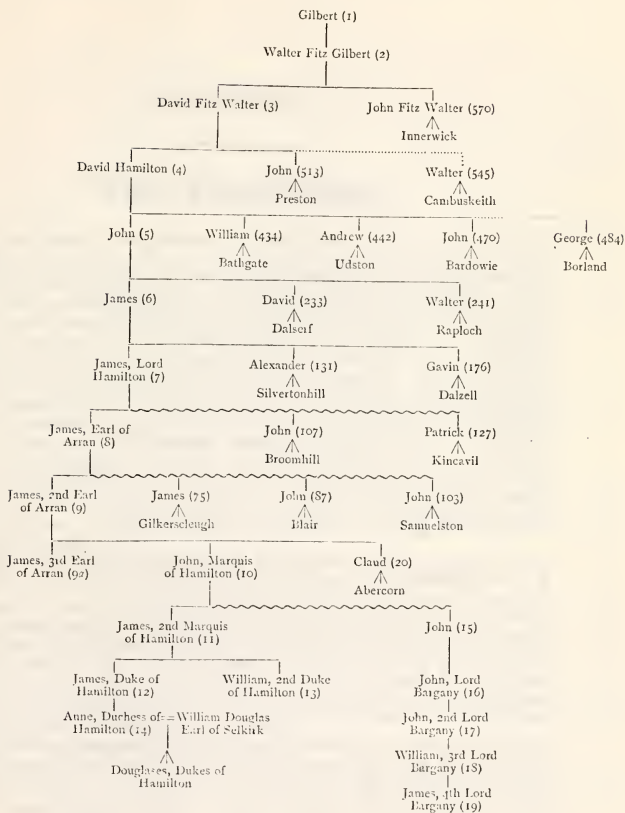 Gilbert (1)
Walter Fitz Gilbert (2)
David Fitz Walter (3) John Fitz Walter (570)
Innerwick
David Hamilton (4) John (513) Walter (545)
Preston Cambuskeith
John (5) William (434) Andrew (442) John (470) George (484)
Bathgate Udston Bardowie Borland
James (6) David (233) Walter (241)
Dalserf Raploch
James, Lord Alexander (131) Gavin (176)
Hamilton (7) Silvertonhill Dalzell
James, Earl of John (107) Patrick (127)
Arran (8) Broomhill Kincavil
James, 2nd Earl James (75) John (87) John (103)
of Arran (9) Gilkerscleugh Blair Samuelston
James, 3rd Earl John, Marquis Claud (20)
of Arran (9a) of Hamilton (10) Abercorn
James, 2nd Marquis John (15)
of Hamilton (11)
James, Duke of William, 2nd Duke John, Lord
Hamilton (12) of Hamilton (13) Bargany (16)
Anne, Duchess of = William Douglas John, 2nd Lord
Hamilton (14) Earl of Selkirk Bargany (17)
Douglases, Dukes of William, 3rd Lord
Hamilton Bargany (18)
James, 4th Lord
Bargany (19)